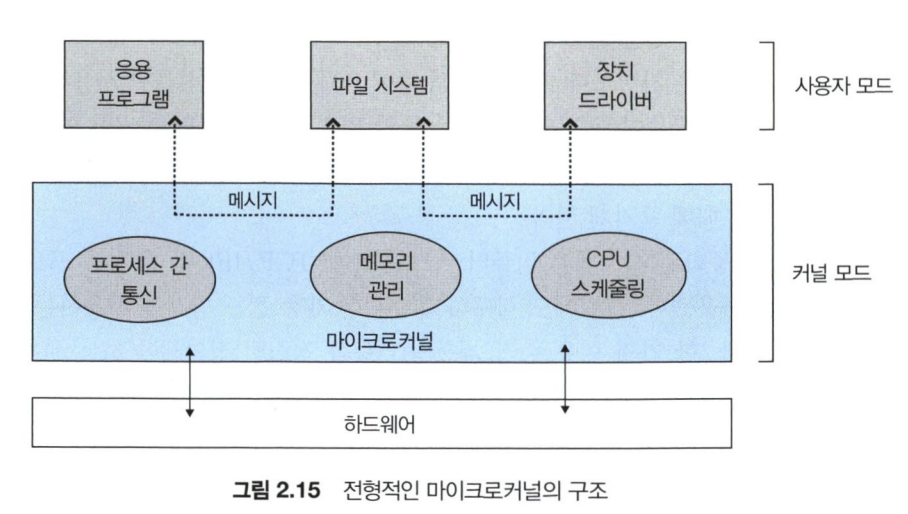 응용
프로그램
파일 시스템
장치
드라이버
사용자 모드
메시지
메시지
프로세스 간
통신
메모리
관리
CPU
스케줄링
커널 모드
마이크로커널
하드웨어
그림 2.15 전형적인 마이크로커널의 구조